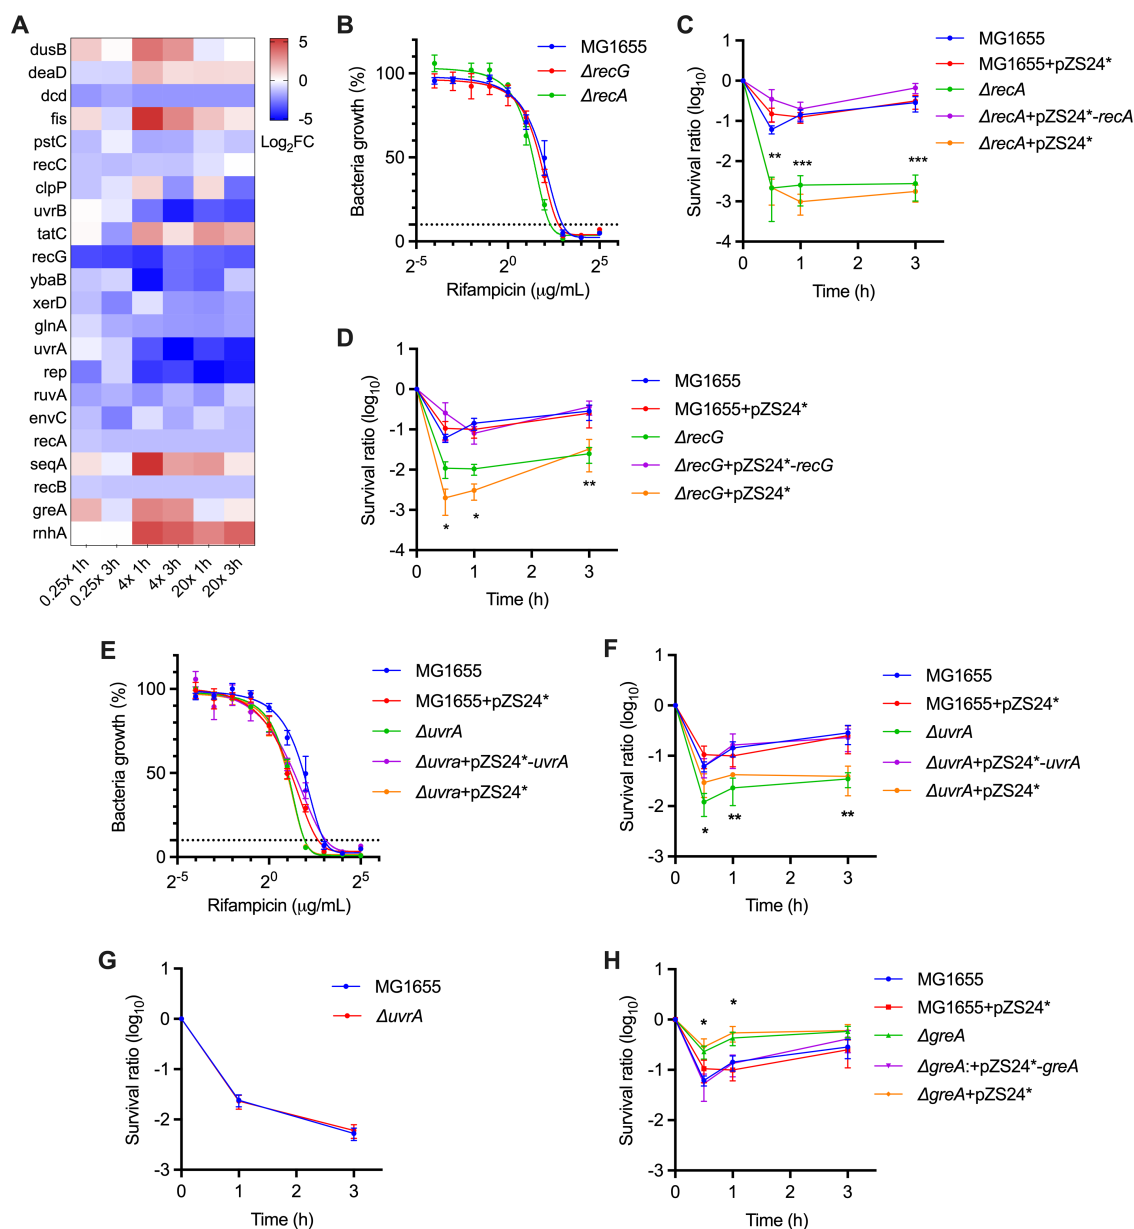 A
dusB
deaD
dcd
fis
pstC
recC
clpP
uvrB
tatC
recG
ybaB
xerD
glnA
uvrA
rep
ruvA
envC
recA
seqA
recB
greA
rnhA
0.25x 1h
0.25x 3h
4x 1h
4x 3h
20x 1h
20x 3h
5
0
-5
Log2FC
B
Bacteria growth (%)
100
50
0
2-5
20
25
Rifampicin (μg/mL)
MG1655
ΔrecG
ΔrecA
C
Survival ratio (log10)
1
0
-1
-2
-3
-4
0
1
2
3
Time (h)
**
***
***
MG1655
MG1655+pZS24*
ΔrecA
ΔrecA+pZS24*-recA
ΔrecA+pZS24*
D
Survival ratio (log10)
1
0
-1
-2
-3
-4
0
1
2
3
Time (h)
*
*
**
MG1655
MG1655+pZS24*
ΔrecG
ΔrecG+pZS24*-recG
ΔrecG+pZS24*
E
Bacteria growth (%)
100
50
0
2-5
20
25
Rifampicin (μg/mL)
MG1655
MG1655+pZS24*
ΔuvrA
Δuvra+pZS24*-uvrA
Δuvra+pZS24*
F
Survival ratio (log10)
1
0
-1
-2
-3
0
1
2
3
Time (h)
*
**
**
MG1655
MG1655+pZS24*
ΔuvrA
ΔuvrA+pZS24*-uvrA
ΔuvrA+pZS24*
G
Survival ratio (log10)
1
0
-1
-2
-3
0
1
2
3
Time (h)
MG1655
ΔuvrA
H
Survival ratio (log10)
1
0
-1
-2
-3
0
1
2
3
Time (h)
*
*
MG1655
MG1655+pZS24*
ΔgreA
ΔgreA:+pZS24*-greA
ΔgreA+pZS24*